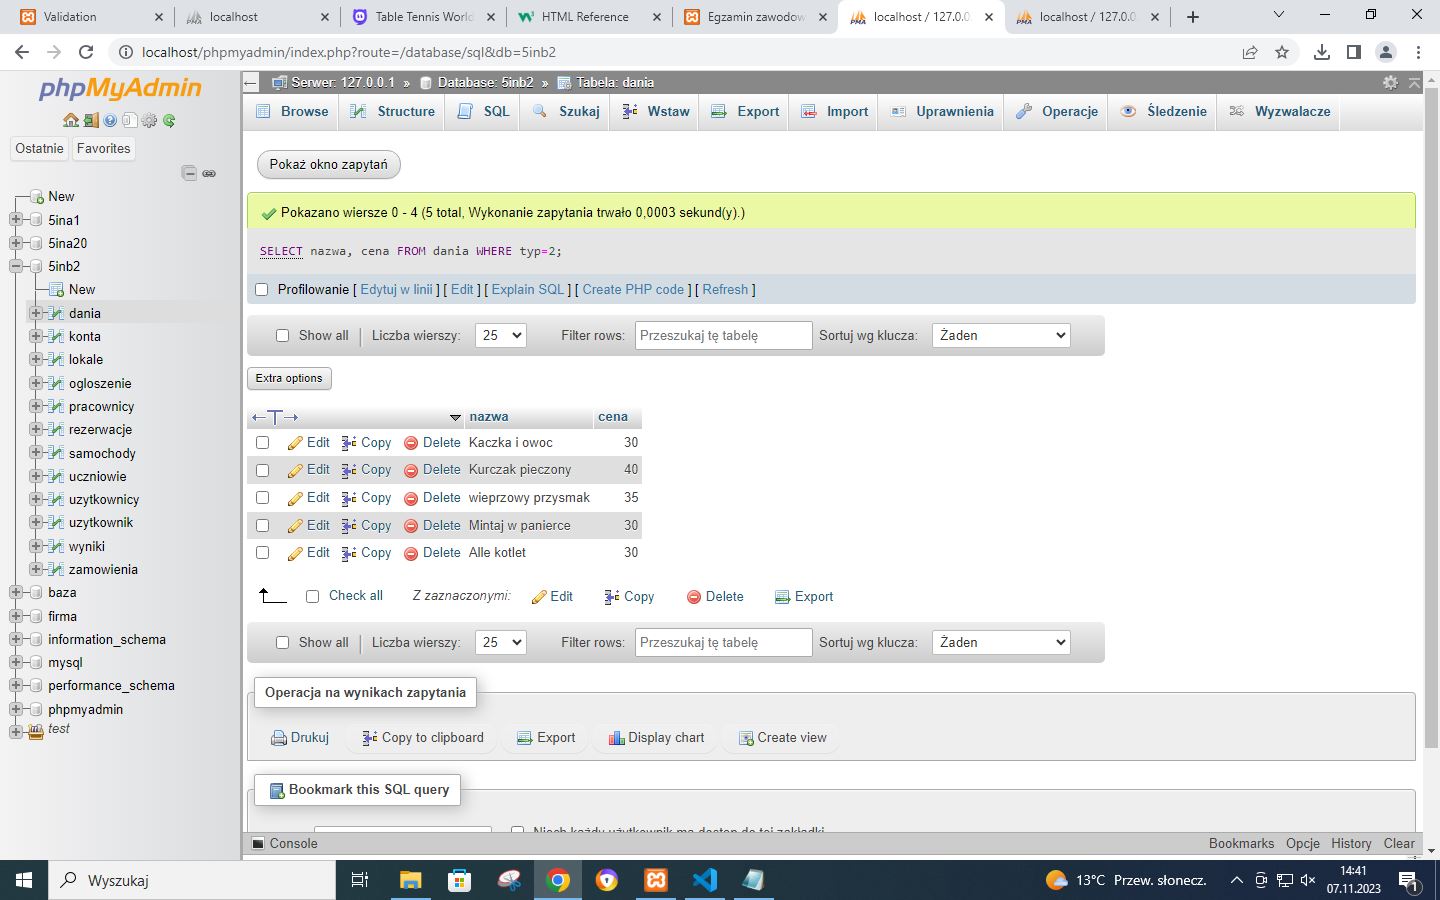 Validation
localhost
Table Tennis World
HTML Reference
Egzamin zawodow
localhost / 127.0.0
localhost / 127.0.0
localhost/phpmyadmin/index.php?route=/database/sql&db=5inb2
phpMyAdmin
Ostatnie Favorites
New
5ina1
5ina20
5inb2
New
dania
konta
lokale
ogloszenie
pracownicy
rezerwacje
samochody
uczniowie
uzytkownicy
uzytkownik
wyniki
zamowienia
baza
firma
information_schema
mysql
performance_schema
phpmyadmin
test
Serwer: 127.0.0.1 » Database: 5inb2 » Tabela: dania
Browse Structure SQL Szukaj Wstaw Export Import Uprawnienia Operacje Śledzenie Wyzwalacze
Pokaż okno zapytań
Pokazano wiersze 0 - 4 (5 total, Wykonanie zapytania trwało 0,0003 sekund(y).)
SELECT nazwa, cena FROM dania WHERE typ=2;
Profilowanie [ Edytuj w linii ] [ Edit ] [ Explain SQL ] [ Create PHP code ] [ Refresh ]
Show all Liczba wierszy: 25 Filter rows: Przeszukaj tę tabelę Sortuj wg klucza: Żaden
Extra options
nazwa cena
Edit Copy Delete Kaczka i owoc 30
Edit Copy Delete Kurczak pieczony 40
Edit Copy Delete wieprzowy przysmak 35
Edit Copy Delete Mintaj w panierce 30
Edit Copy Delete Alle kotlet 30
Check all Z zaznaczonymi: Edit Copy Delete Export
Show all Liczba wierszy: 25 Filter rows: Przeszukaj tę tabelę Sortuj wg klucza: Żaden
Operacja na wynikach zapytania
Drukuj Copy to clipboard Export Display chart Create view
Bookmark this SQL query
Niech każdy użytkownik ma dostęp do tej zakładki
Console Bookmarks Opcje History Clear
Wyszukaj
13°C Przew. słonecz.
14:41
07.11.2023
1